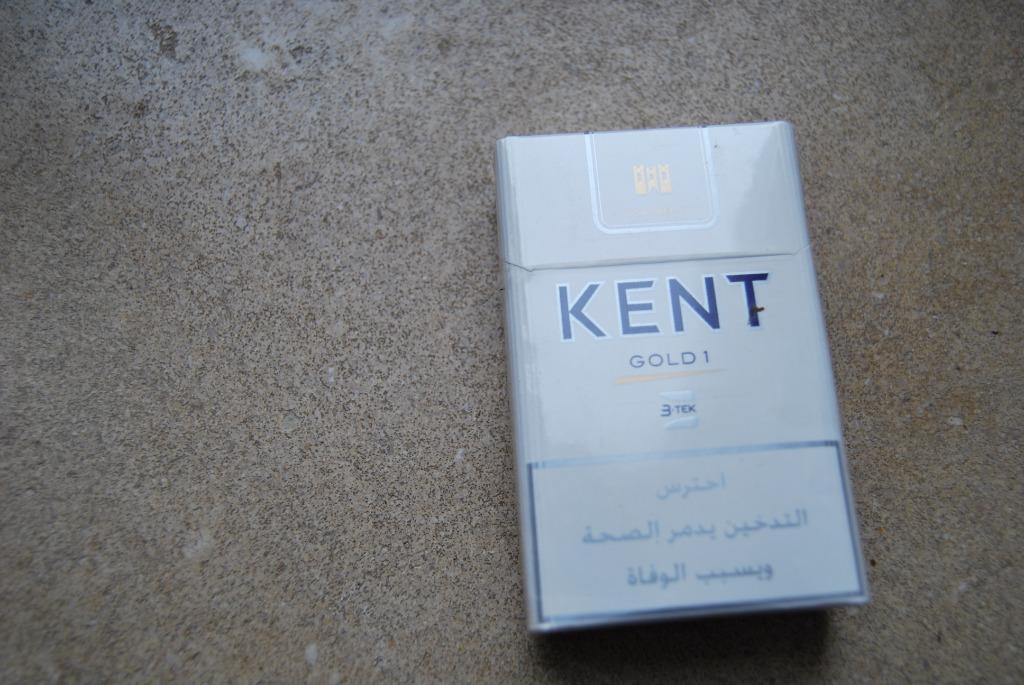 KENT
GOLD 1
3-TEK
احترس
التدخين يدمر الصحة
ويسبب الوفاة